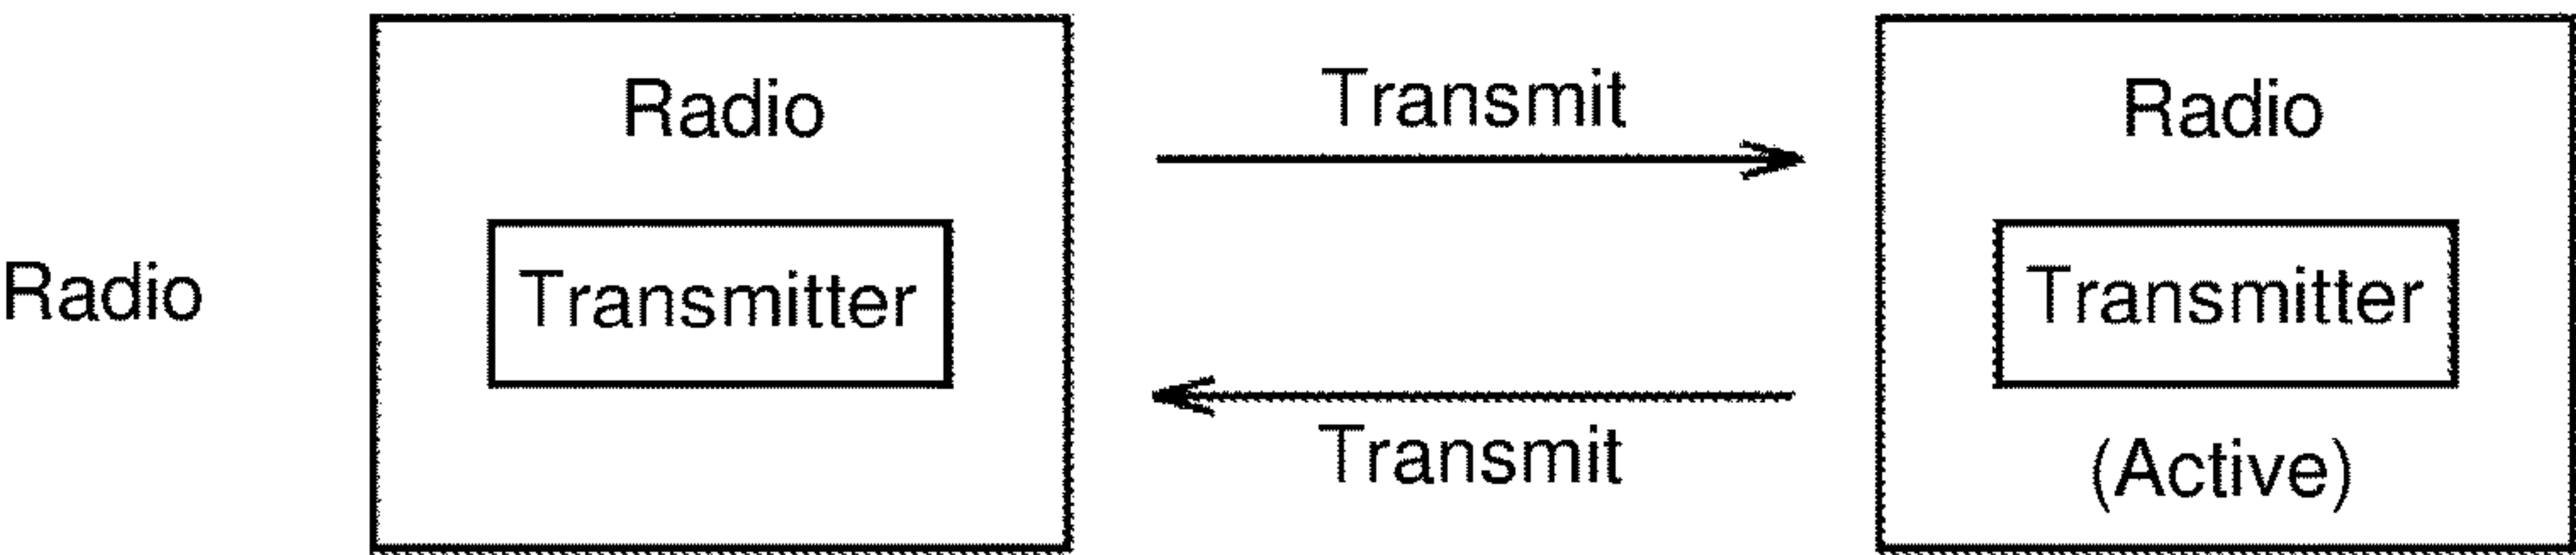 Radio
Radio
Transmitter
Transmit
Transmit
Radio
Transmitter
(Active)